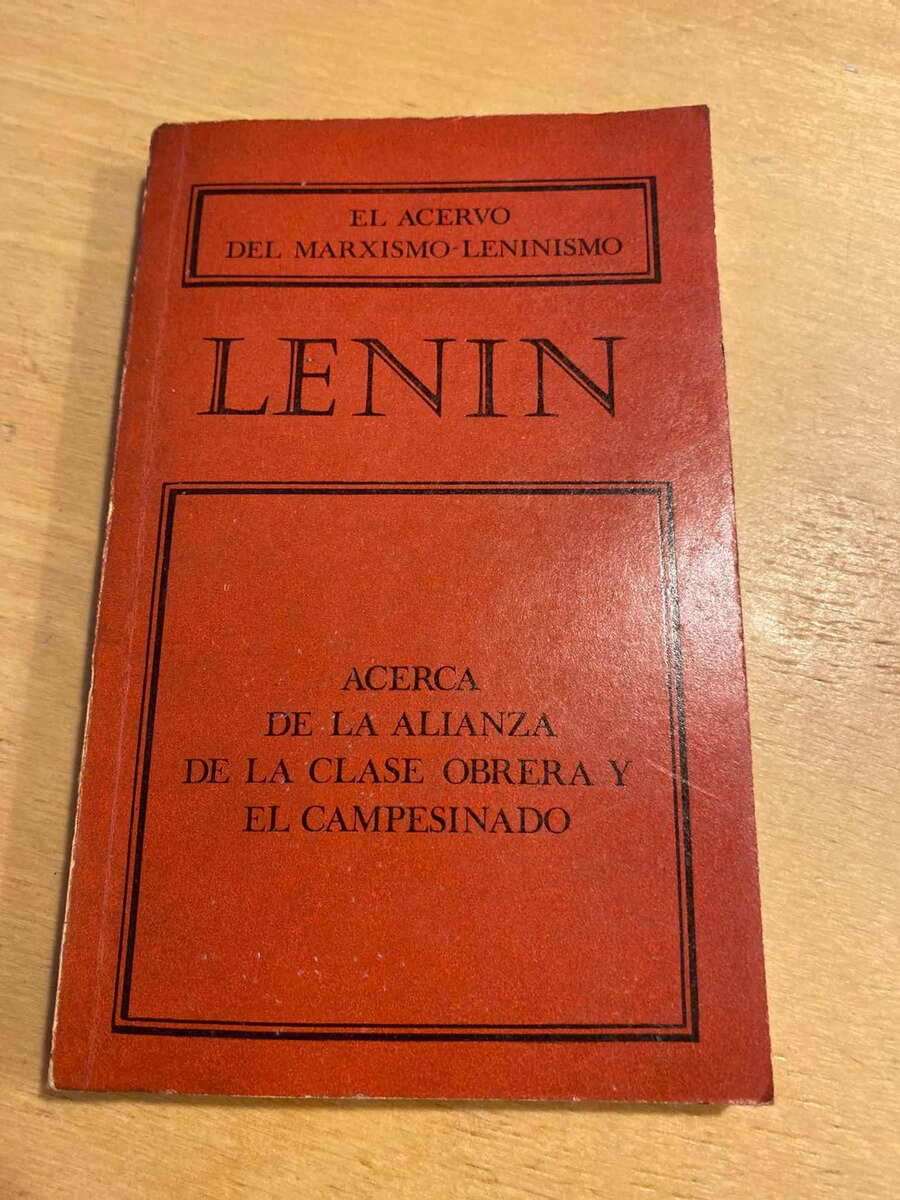 EL ACERVO
DEL MARXISMO-LENINISMO
LENIN
ACERCA
DE LA ALIANZA
DE LA CLASE OBRERA Y
EL CAMPESINADO